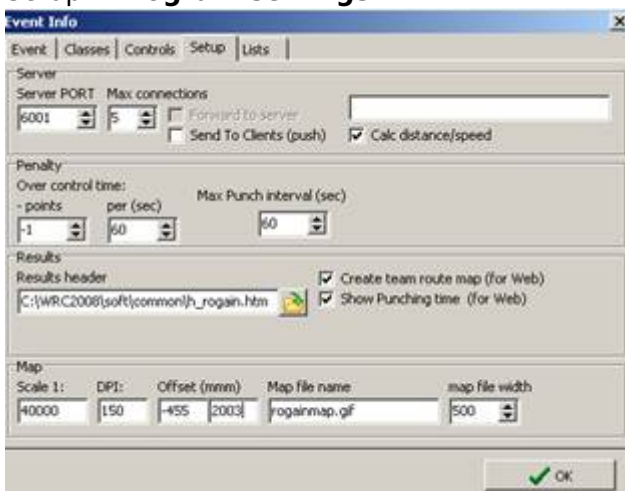 Event Info
Event Classes Controls Setup Lists
Server
Server PORT Max connections
6001 5 Forward to server
Send To Clients (push) Calc distance/speed
Penalty
Over control time:
- points per (sec) Max Punch interval (sec)
-1 60 60
Results
Results header
Create team route map (for Web)
C:\WRC2008\soft\common\h_rogain.htm Show Punching time (for Web)
Map
Scale 1: DPI: Offset (mmm) Map file name map file width
40000 150 -455 2003 rogainmap.gif 500
OK